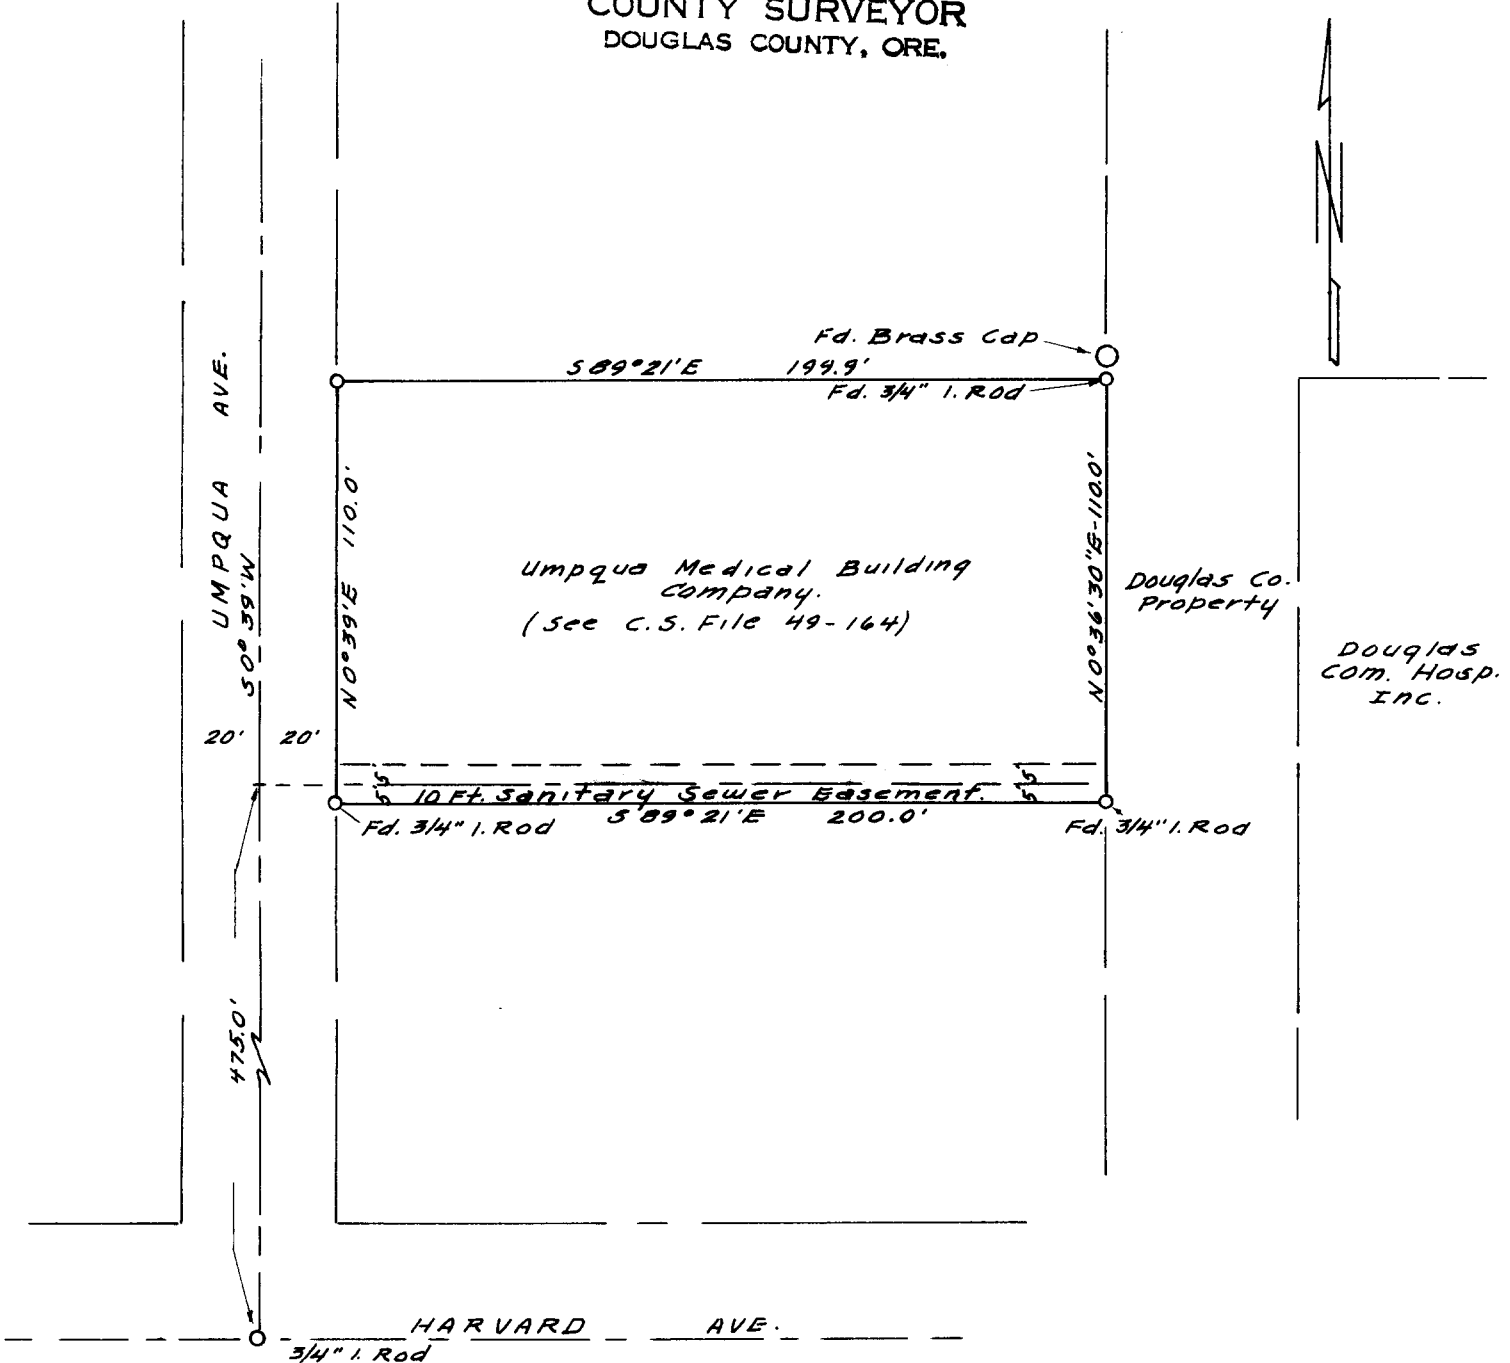 COUNTY SURVEYOR
DOUGLAS COUNTY, ORE.
N
Fd. Brass Cap
S 89° 21' E 199.9'
Fd. 3/4" I. Rod
UMPQUA AVE.
S 0° 39' W
N 0° 39' E 110.0'
N 0° 36' 30" E - 110.0'
Umpqua Medical Building
Company.
(See C.S. File 49-164)
Douglas Co.
Property
Douglas
Com. Hosp.
Inc.
20' 20'
5' 5'
10 Ft. Sanitary Sewer Easement.
5' 5'
S 89° 21' E 200.0'
Fd. 3/4" I. Rod
Fd. 3/4" I. Rod
475.0'
HARVARD AVE.
3/4" I. Rod